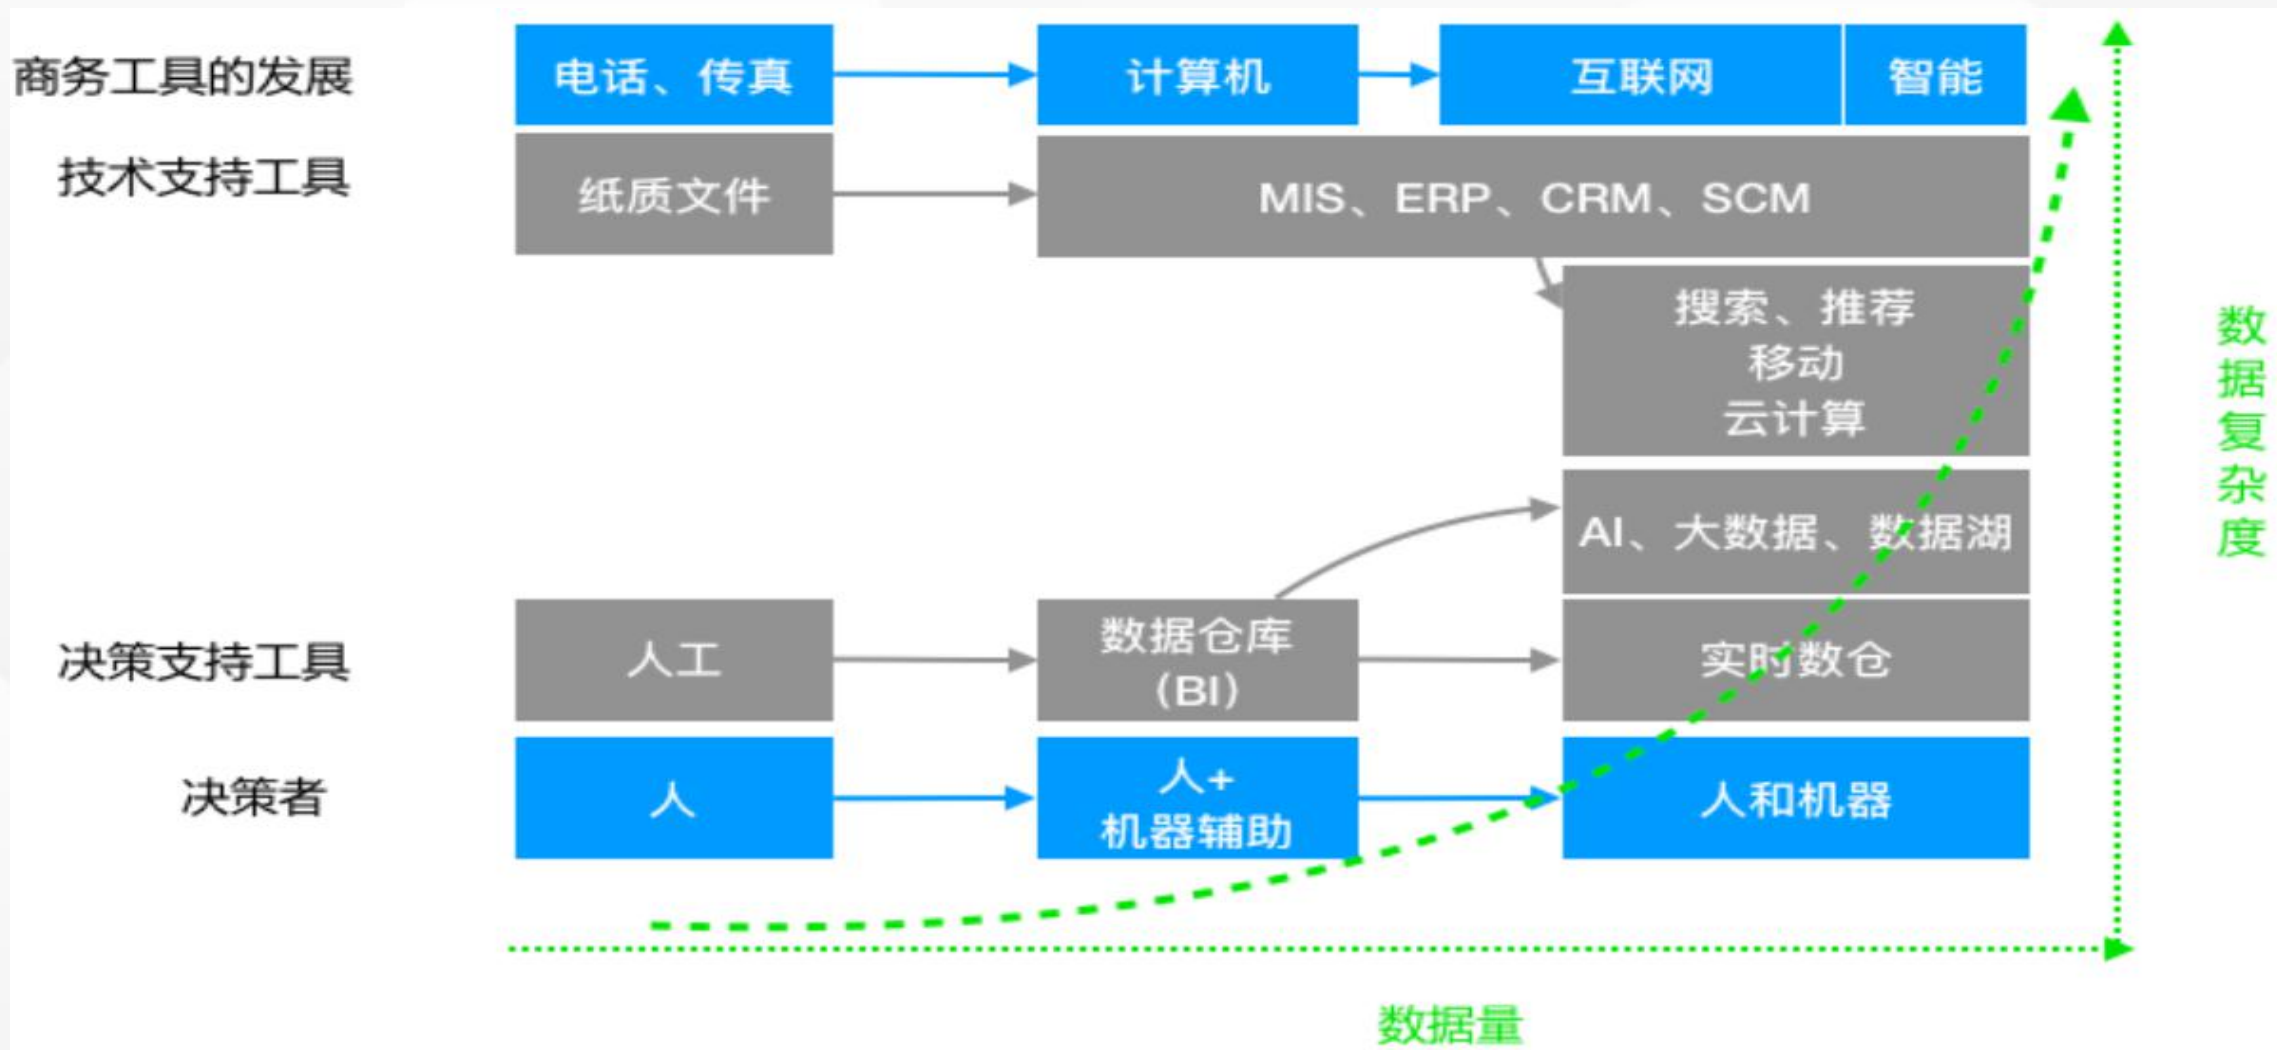 商务工具的发展
电话、传真
计算机
互联网
智能
技术支持工具
纸质文件
MIS、ERP、CRM、SCM
搜索、推荐
移动
云计算
AI、大数据、数据湖
决策支持工具
人工
数据仓库
（BI）
实时数仓
决策者
人
人+
机器辅助
人和机器
数据复杂度
数据量